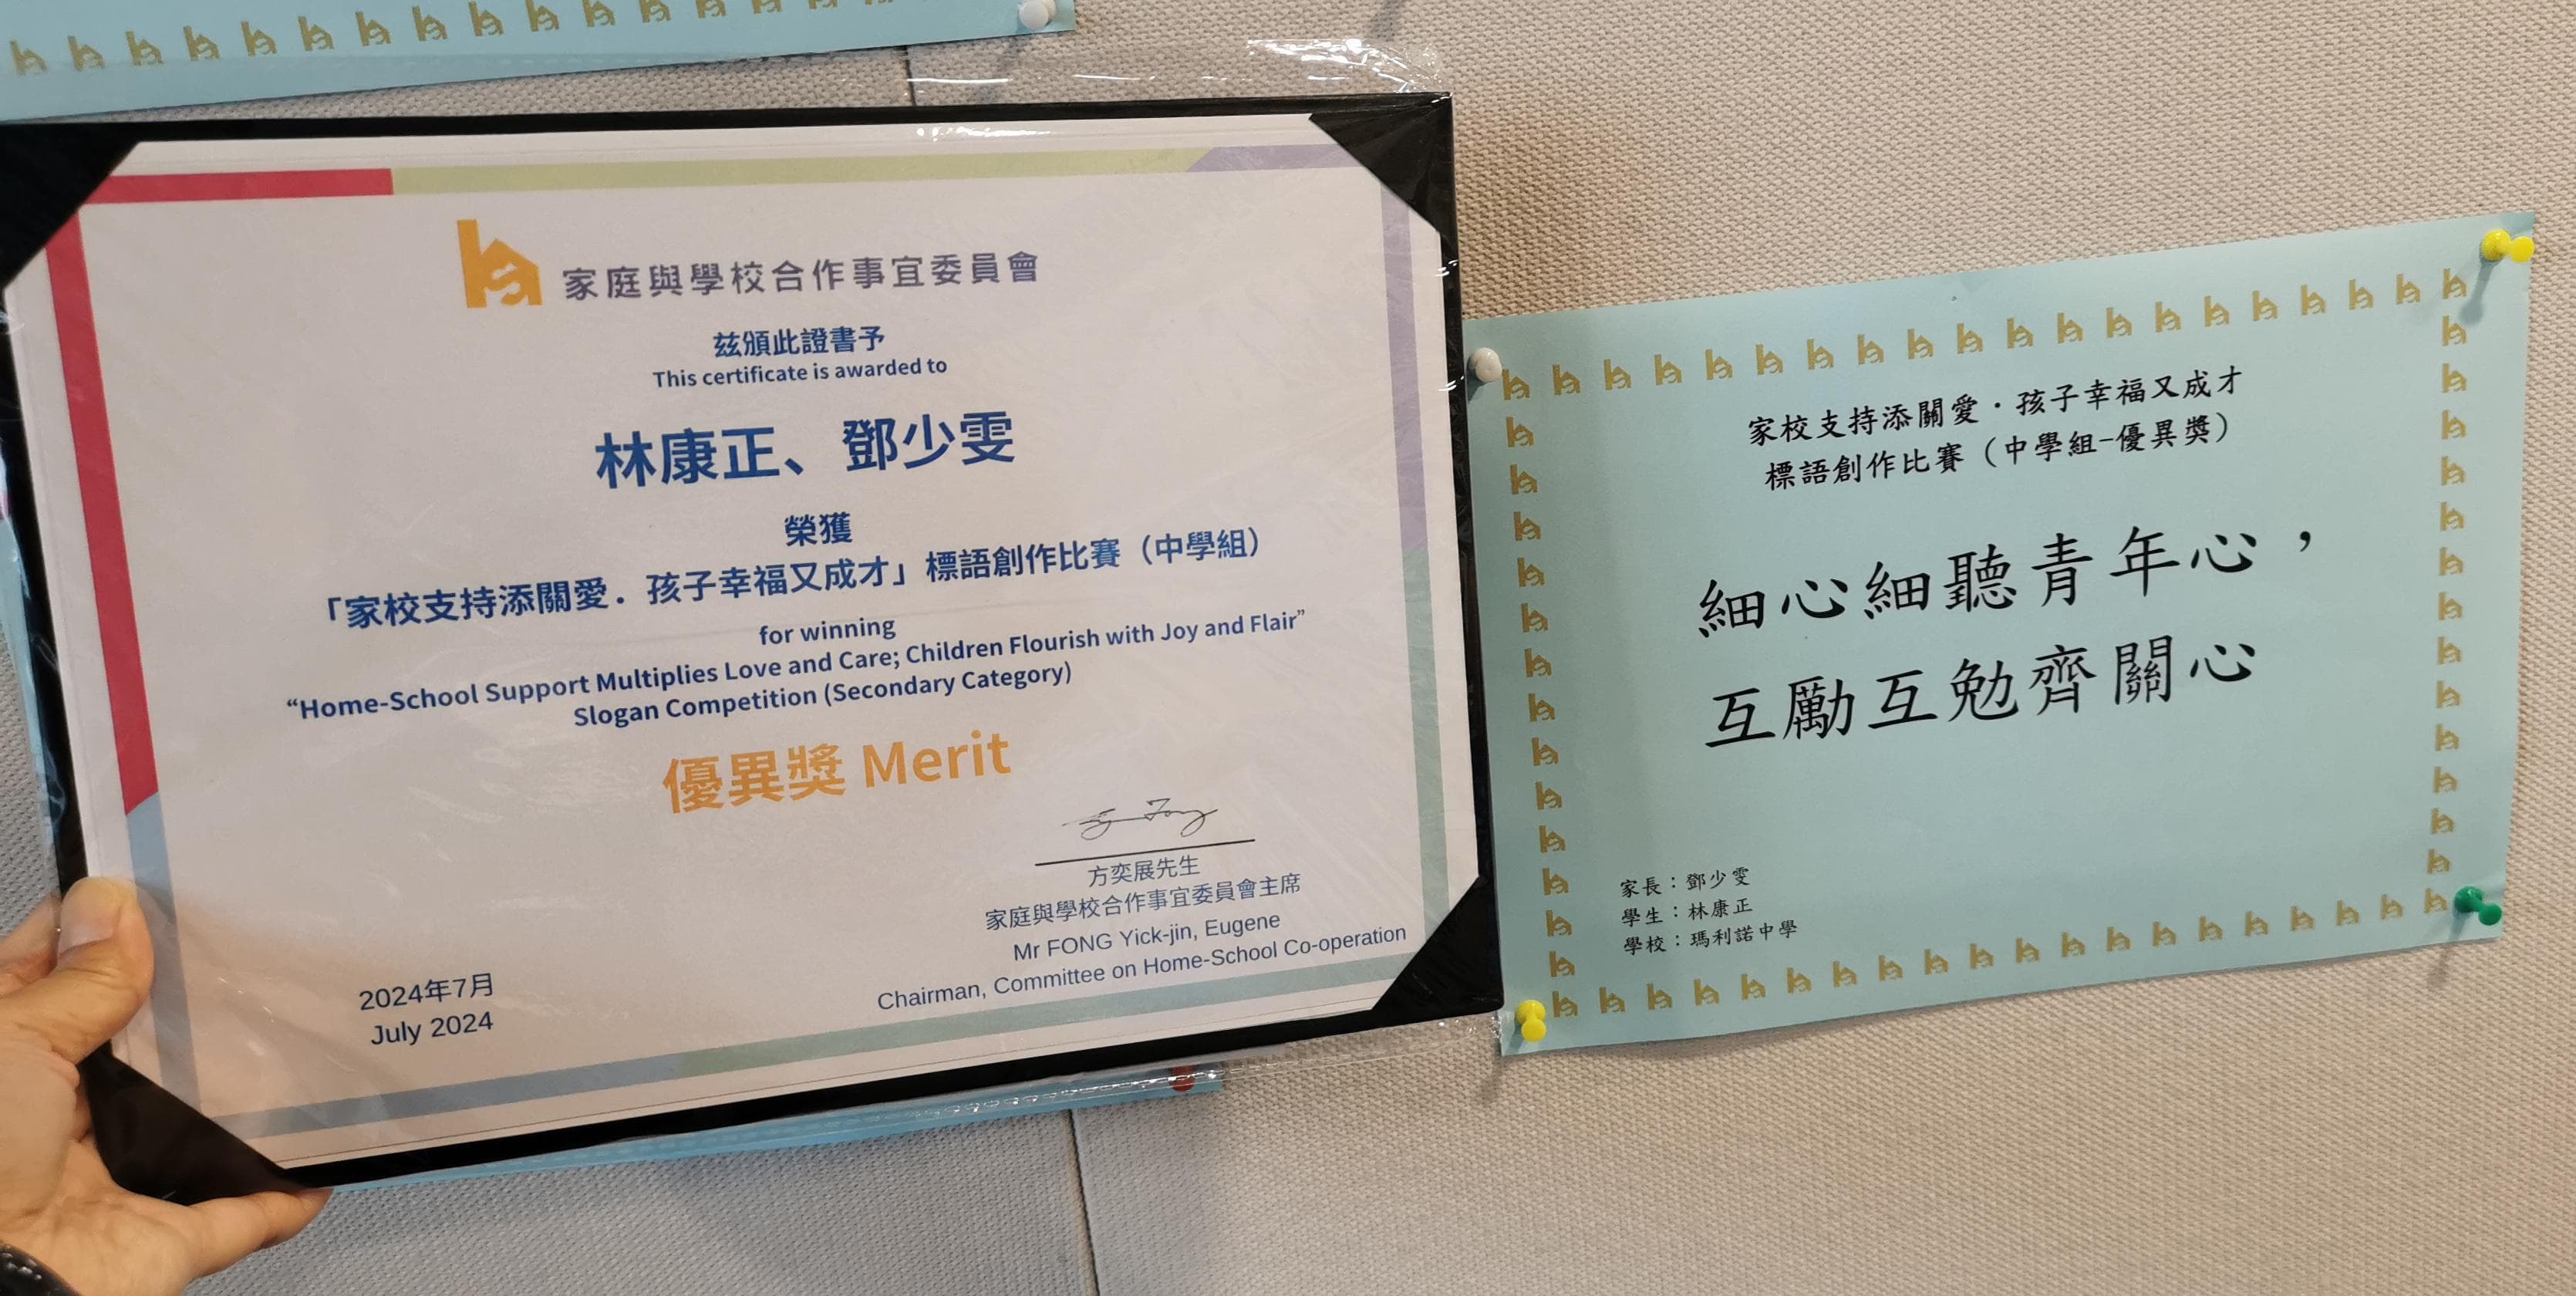 家庭與學校合作事宜委員會
玆頒此證書予
This certificate is awarded to
林康正、鄧少雯
榮獲
「家校支持添關愛．孩子幸福又成才」標語創作比賽（中學組）
for winning
“Home-School Support Multiplies Love and Care; Children Flourish with Joy and Flair”
Slogan Competition (Secondary Category)
優異獎 Merit
方奕展先生
家庭與學校合作事宜委員會主席
Mr FONG Yick-jin, Eugene
Chairman, Committee on Home-School Co-operation
2024年7月
July 2024
家校支持添關愛·孩子幸福又成才
標語創作比賽（中學組-優異獎）
細心細聽青年心，
互勵互勉齊關心
家長：鄧少雯
學生：林康正
學校：瑪利諾中學